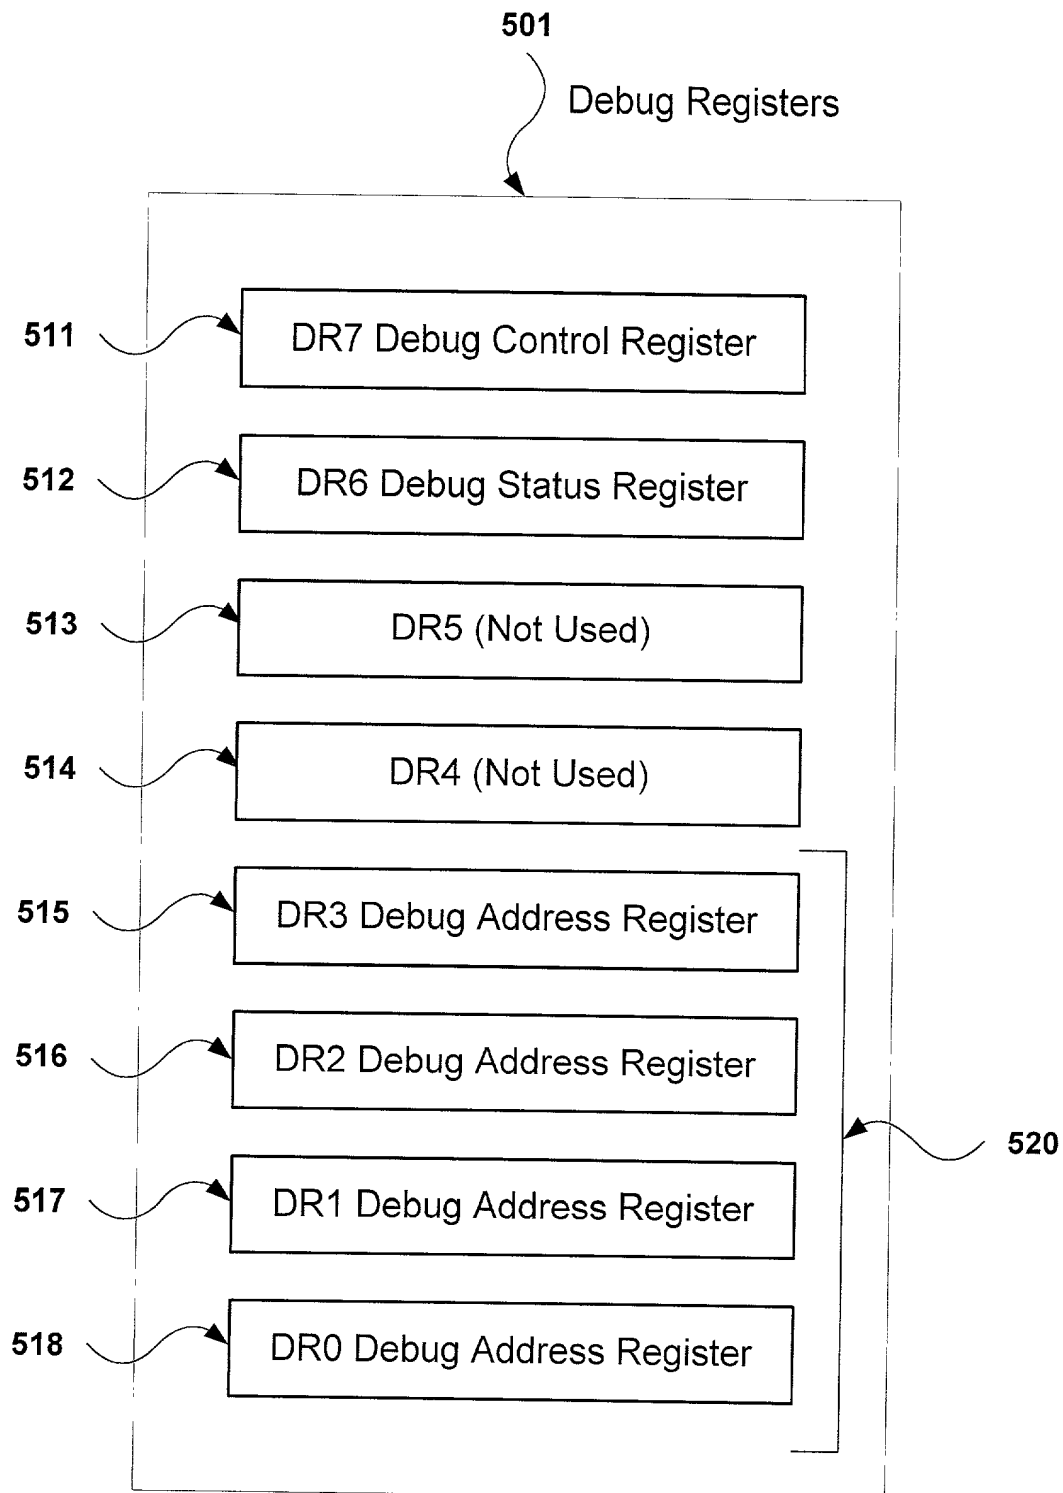 501
Debug Registers
511
DR7 Debug Control Register
512
DR6 Debug Status Register
513
DR5 (Not Used)
514
DR4 (Not Used)
515
DR3 Debug Address Register
516
DR2 Debug Address Register
520
517
DR1 Debug Address Register
518
DR0 Debug Address Register